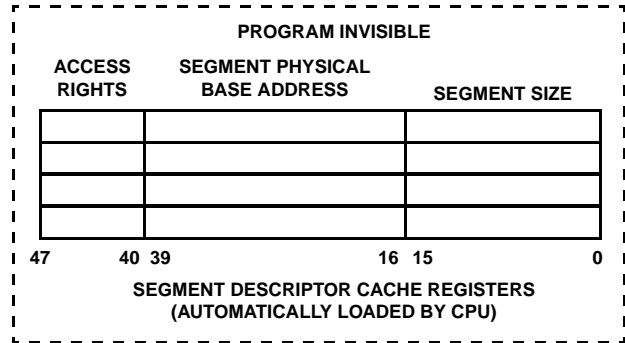 PROGRAM INVISIBLE
ACCESS RIGHTS
SEGMENT PHYSICAL BASE ADDRESS
SEGMENT SIZE
47 40 39 16 15 0
SEGMENT DESCRIPTOR CACHE REGISTERS
(AUTOMATICALLY LOADED BY CPU)